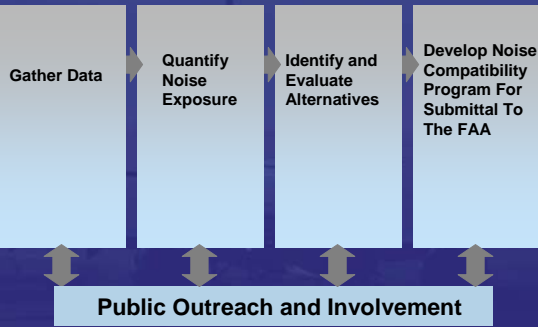 Gather Data
Quantify
Noise
Exposure
Identify and
Evaluate
Alternatives
Develop Noise
Compatibility
Program For
Submittal To
The FAA
Public Outreach and Involvement